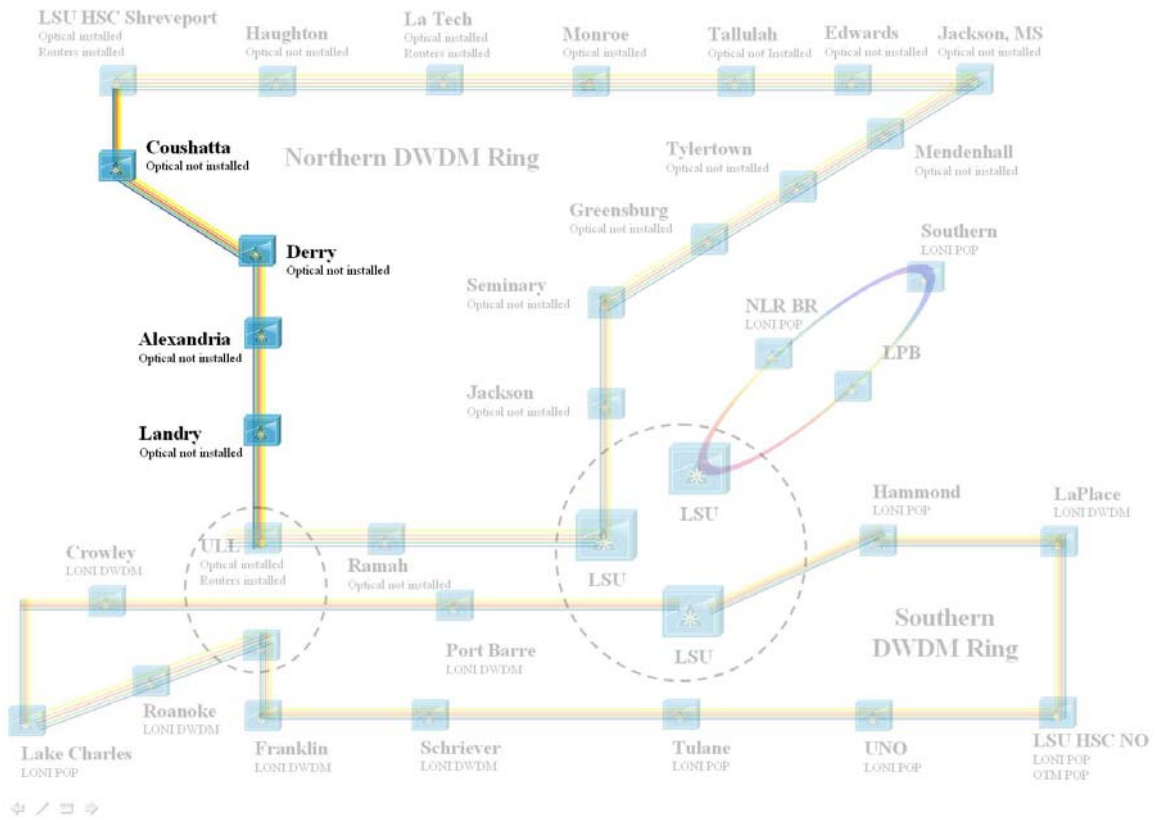 LSU HSC Shreveport
Optical installed
Routers installed
Haughton
Optical not installed
La Tech
Optical installed
Routers installed
Monroe
Optical not installed
Tallulah
Optical not Installed
Edwards
Optical not installed
Jackson, MS
Optical not installed
Coushatta
Optical not installed
Northern DWDM Ring
Tylertown
Optical not installed
Mendenhall
Optical not installed
Greensburg
Optical not installed
Southern
LONI POP
Derry
Optical not installed
Seminary
Optical not installed
NLR BR
LONI POP
Alexandria
Optical not installed
LPB
Jackson
Optical not installed
Landry
Optical not installed
LSU
Hammond
LONI POP
LaPlace
LONI DWDM
ULL
Optical installed
Routers installed
Crowley
LONI DWDM
Ramah
Optical not installed
LSU
Southern
DWDM Ring
Port Barre
LONI DWDM
LSU
Roanoke
LONI DWDM
Lake Charles
LONI POP
Franklin
LONI DWDM
Schriever
LONI DWDM
Tulane
LONI POP
UNO
LONI POP
LSU HSC NO
LONI POP
OTM POP